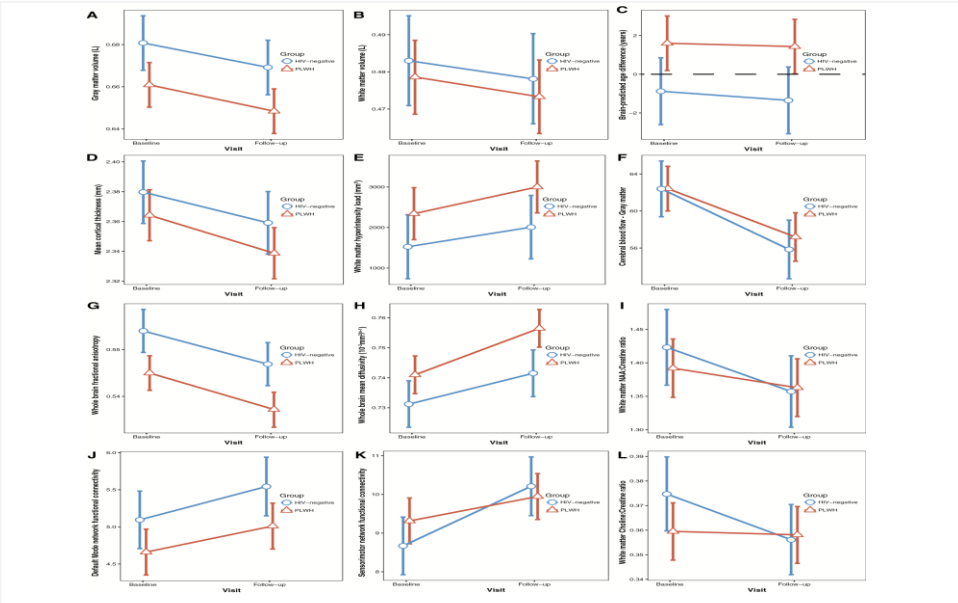 A
Gray matter volume (L)
0.68
0.66
0.64
Group
HIV-negative
PLWH
Baseline
Follow-up
Visit
B
White matter volume (L)
0.49
0.48
0.47
Group
HIV-negative
PLWH
Baseline
Follow-up
Visit
C
Brain-predicted age difference (years)
2
0
-2
Group
HIV-negative
PLWH
Baseline
Follow-up
Visit
D
Mean cortical thickness (mm)
2.40
2.38
2.36
2.34
2.32
Group
HIV-negative
PLWH
Baseline
Follow-up
Visit
E
White matter hyperintensity load (mm³)
3000
2000
1000
Group
HIV-negative
PLWH
Baseline
Follow-up
Visit
F
Cerebral blood flow - Gray matter
64
60
56
Group
HIV-negative
PLWH
Baseline
Follow-up
Visit
G
Whole brain fractional anisotropy
Group
HIV-negative
PLWH
0.54
Baseline
Follow-up
Visit
H
Whole brain mean diffusivity
0.74
0.73
Group
HIV-negative
PLWH
Baseline
Follow-up
Visit
I
White matter NAA:Creatine ratio
1.45
1.40
1.35
1.30
Group
HIV-negative
PLWH
Baseline
Follow-up
Visit
J
Default Mode network functional connectivity
6.0
5.5
5.0
4.5
Group
HIV-negative
PLWH
Baseline
Follow-up
Visit
K
Sensorimotor network functional connectivity
11
10
9
8
Group
HIV-negative
PLWH
Baseline
Follow-up
Visit
L
White matter Choline:Creatine ratio
0.39
0.38
0.37
0.36
0.35
0.34
Group
HIV-negative
PLWH
Baseline
Follow-up
Visit